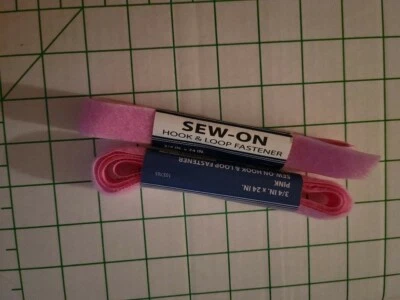 SEW-ON
HOOK & LOOP FASTENER
3/4 IN. x 24 IN.
SEW-ON HOOK & LOOP FASTENER
PINK